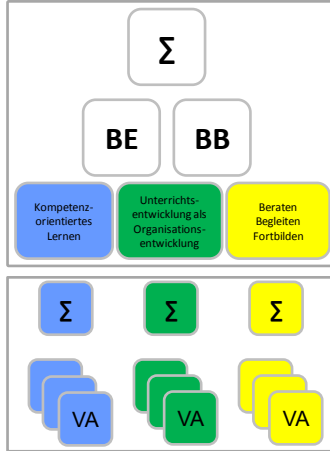 Σ
BE BB
Kompetenz-
orientiertes
Lernen
Unterrichts-
entwicklung als
Organisations-
entwicklung
Beraten
Begleiten
Fortbilden
Σ Σ Σ
VA VA VA